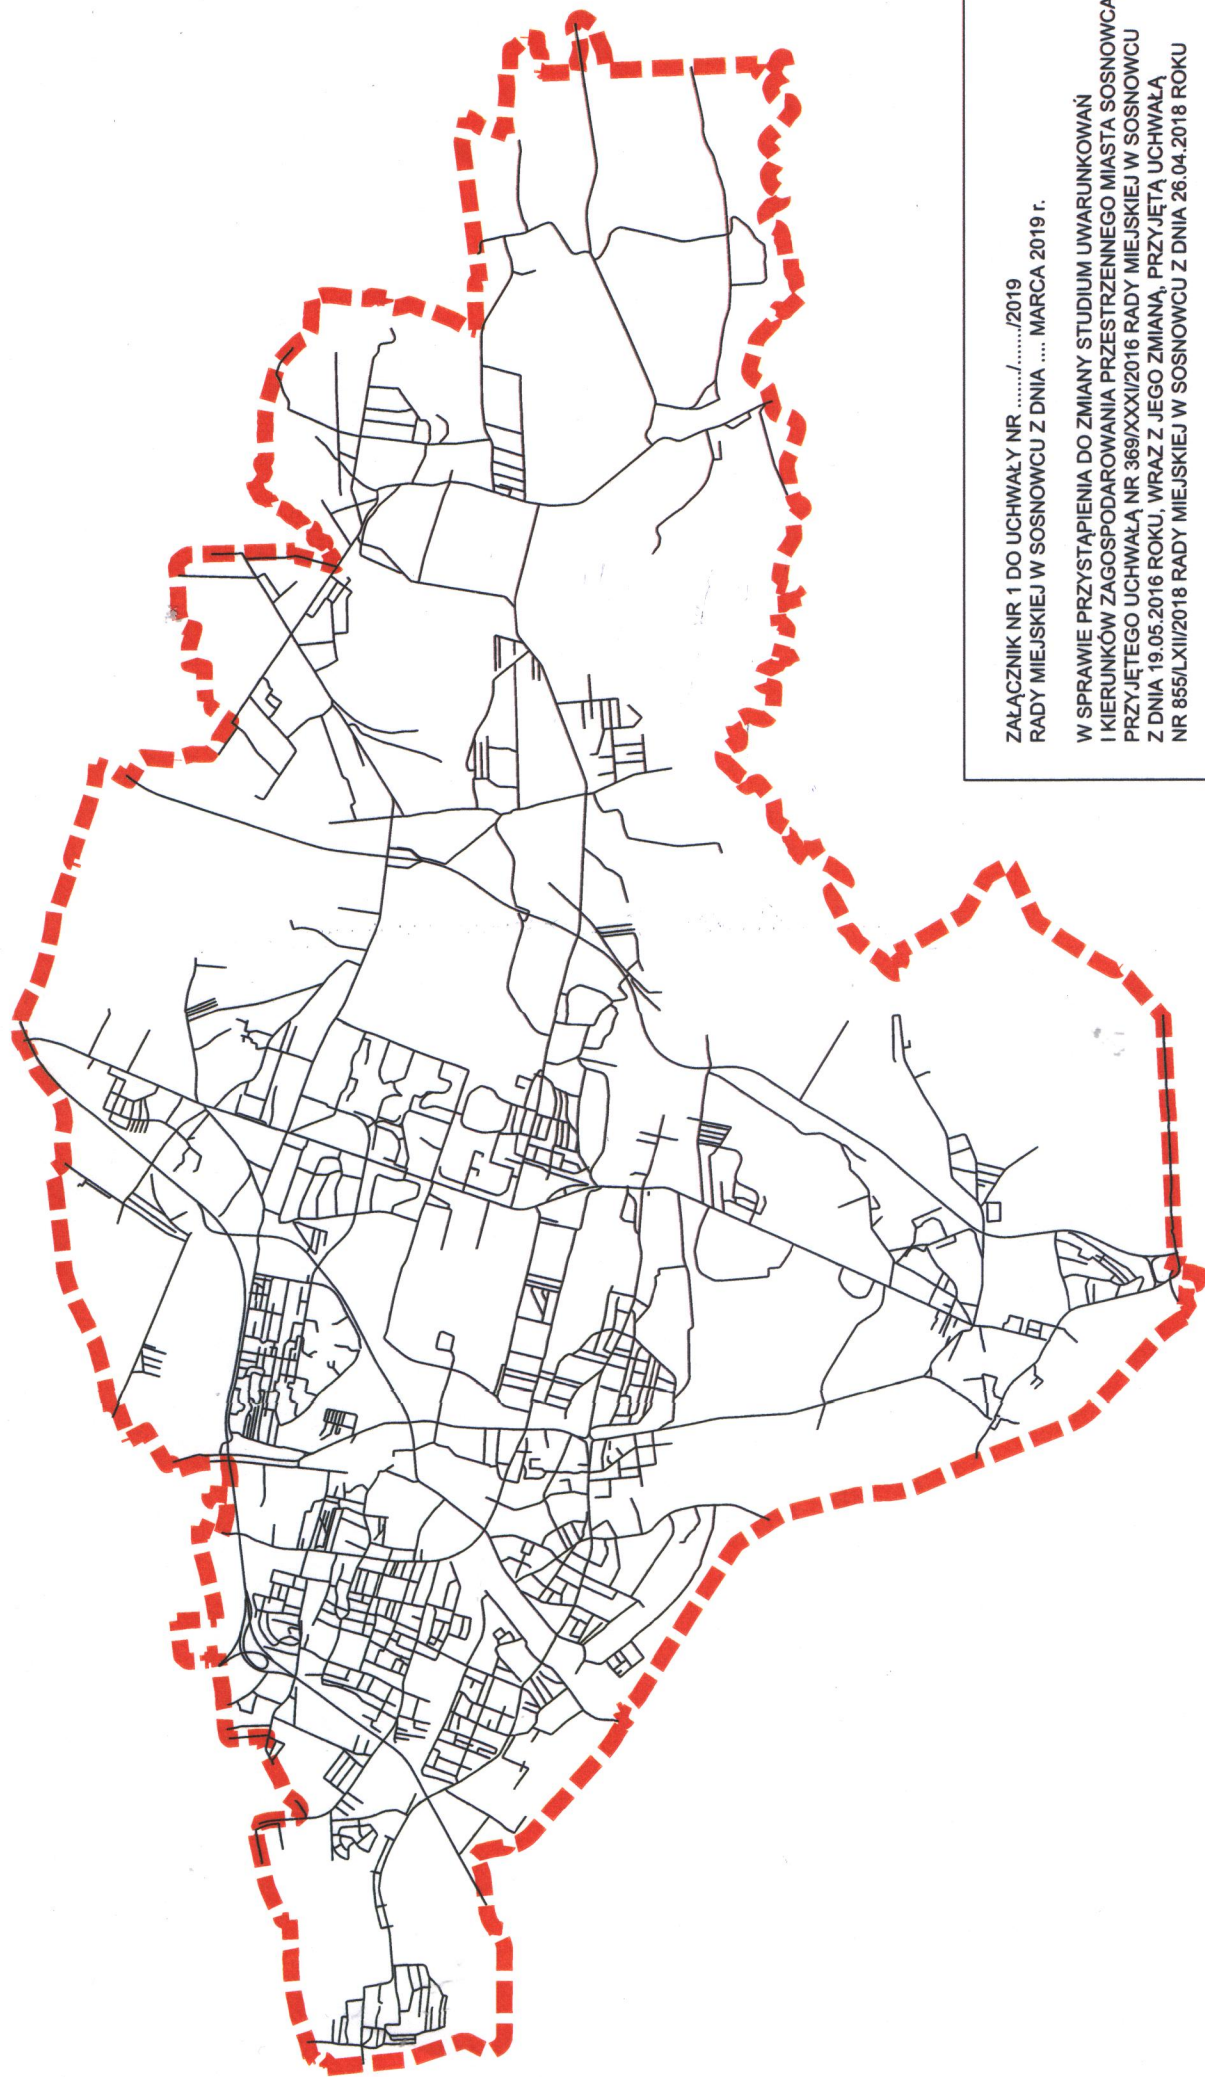 ZAŁĄCZNIK NR 1 DO UCHWAŁY NR ......../........./2019
RADY MIEJSKIEJ W SOSNOWCU Z DNIA .... MARCA 2019 r.
W SPRAWIE PRZYSTĄPIENIA DO ZMIANY STUDIUM UWARUNKOWAŃ
I KIERUNKÓW ZAGOSPODAROWANIA PRZESTRZENNEGO MIASTA SOSNOWCA
PRZYJĘTEGO UCHWAŁĄ NR 369/XXXI/2016 RADY MIEJSKIEJ W SOSNOWCU
Z DNIA 19.05.2016 ROKU, WRAZ Z JEGO ZMIANĄ, PRZYJĘTĄ UCHWAŁĄ
NR 855/LXII/2018 RADY MIEJSKIEJ W SOSNOWCU Z DNIA 26.04.2018 ROKU